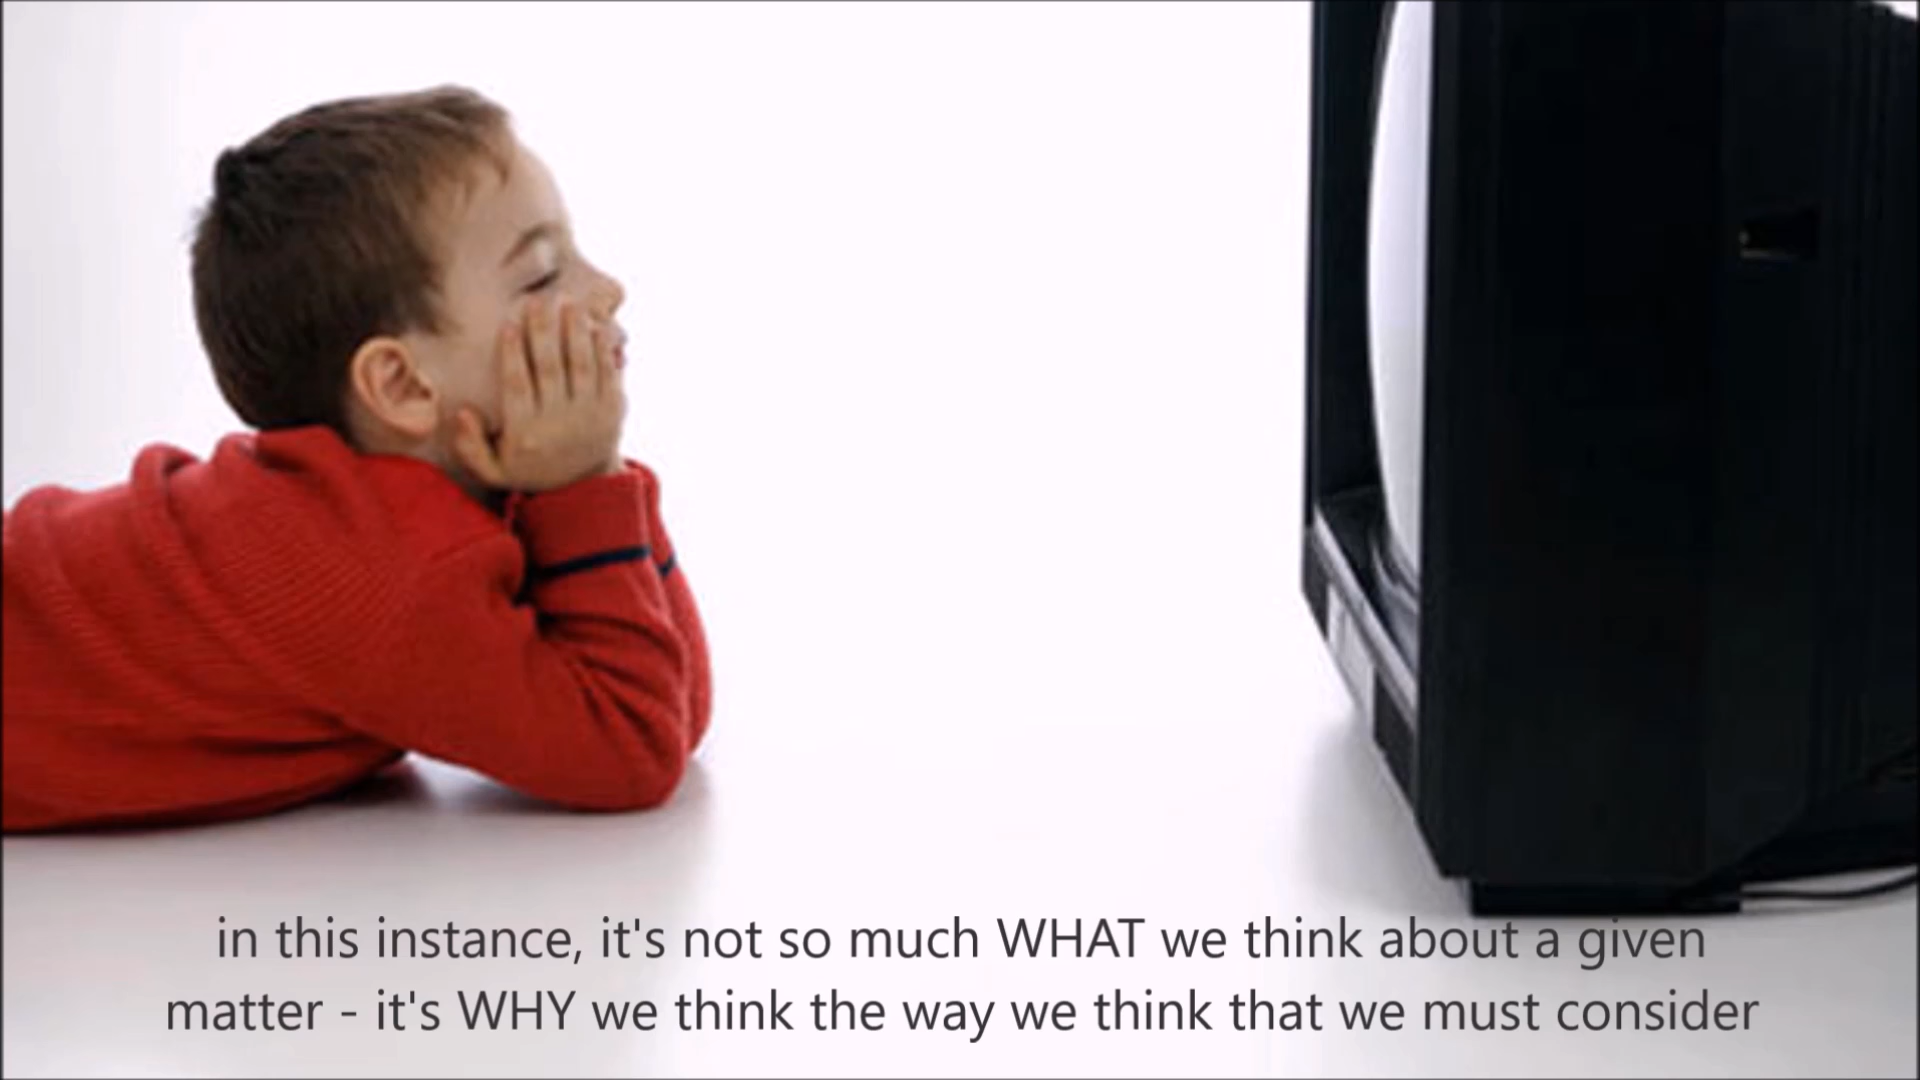 in this instance, it's not so much WHAT we think about a given
matter - it's WHY we think the way we think that we must consider